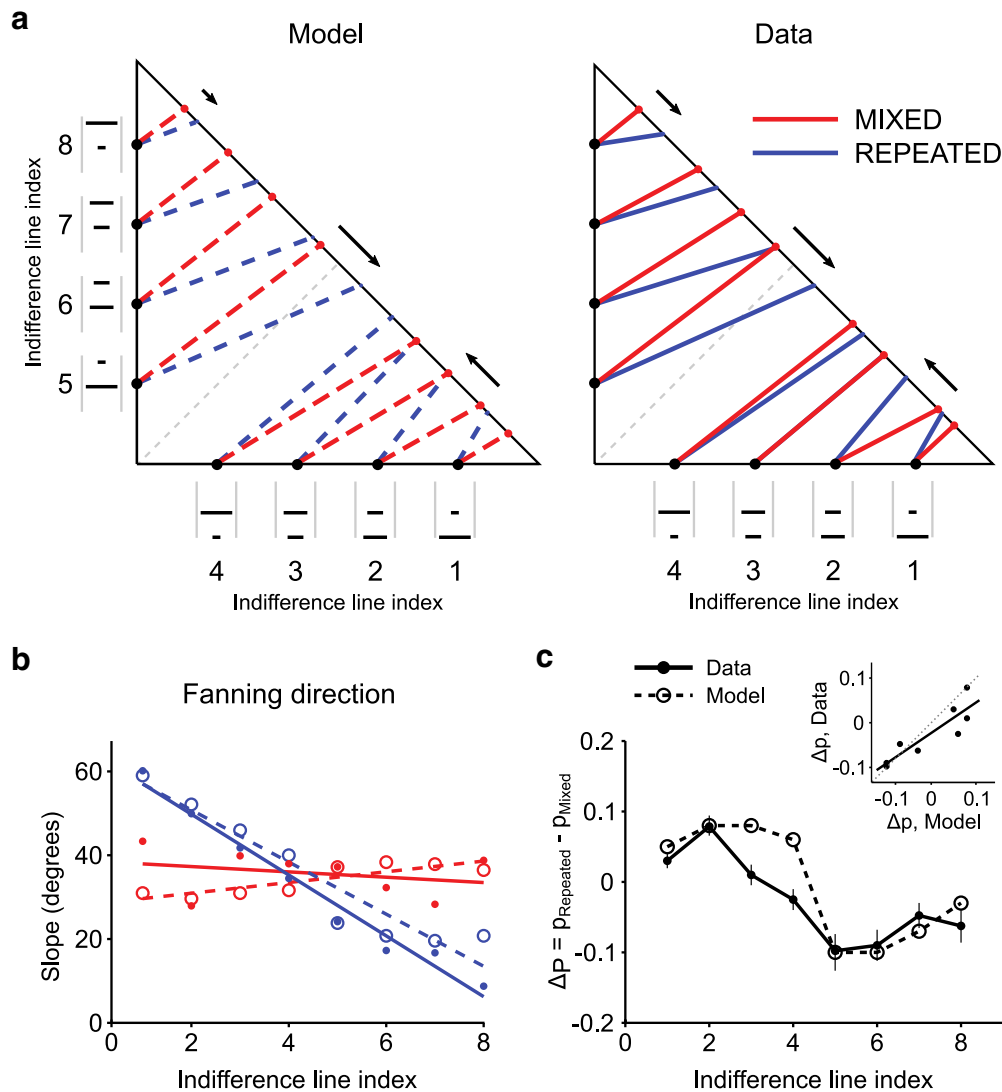 a
Model
Data
MIXED
REPEATED
Indifference line index
8
7
6
5
4 3 2 1
Indifference line index
4 3 2 1
Indifference line index
b
Fanning direction
Slope (degrees)
60
40
20
0
0 2 4 6 8
Indifference line index
c
Data
Model
ΔP = pRepeated - pMixed
0.2
0.1
0
-0.1
-0.2
0 2 4 6 8
Indifference line index
Δp, Data
0.1
0
-0.1
-0.1 0 0.1
Δp, Model